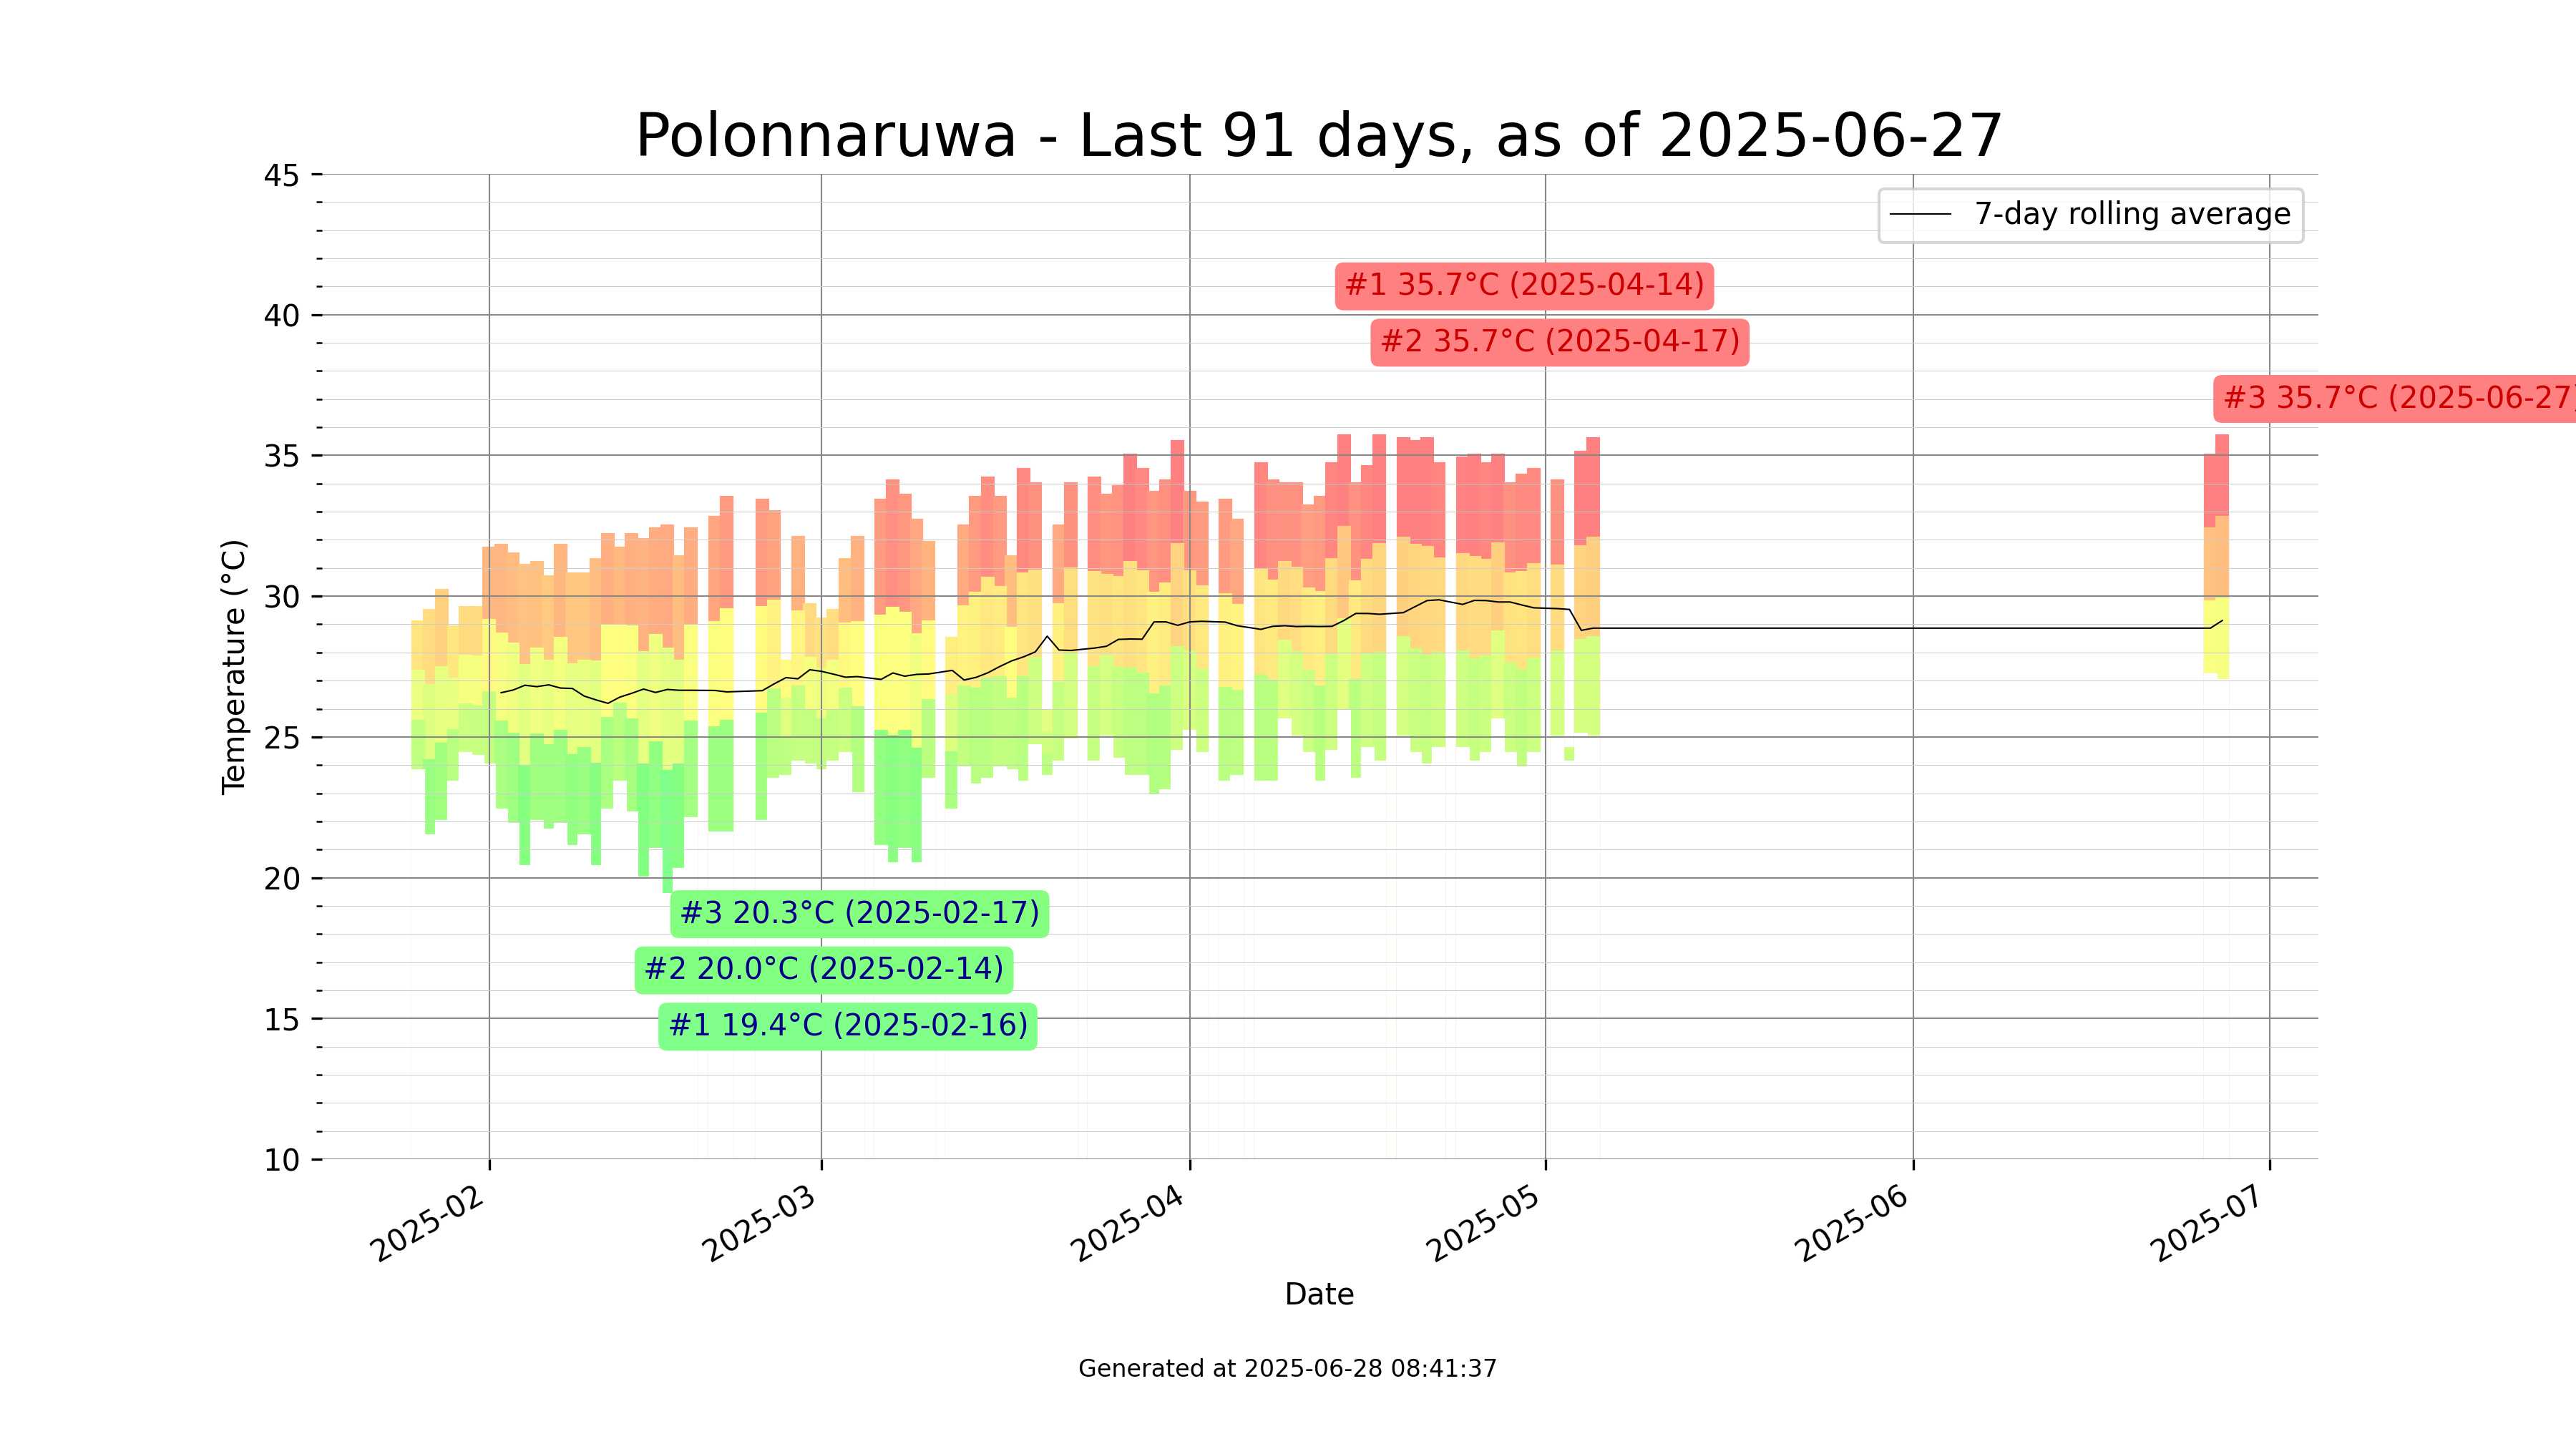 Polonnaruwa - Last 91 days, as of 2025-06-27
45
7-day rolling average
#1 35.7°C (2025-04-14)
40
#2 35.7°C (2025-04-17)
#3 35.7°C (2025-06-27)
35
Temperature (°C)
30
25
20
#3 20.3°C (2025-02-17)
#2 20.0°C (2025-02-14)
15
#1 19.4°C (2025-02-16)
10
2025-02
2025-03
2025-04
2025-05
2025-06
2025-07
Date
Generated at 2025-06-28 08:41:37